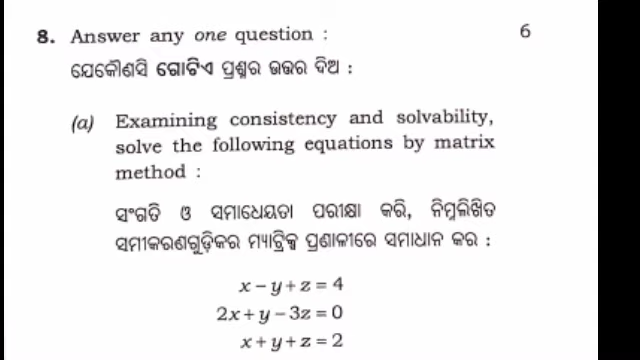 8. Answer any one question : 6
ଯେକୌଣସି ଗୋଟିଏ ପ୍ରଶ୍ନର ଉତ୍ତର ଦିଅ :
(a) Examining consistency and solvability,
solve the following equations by matrix
method :
ସଂଗତି ଓ ସମାଧେୟତା ପରୀକ୍ଷା କରି, ନିମ୍ନଲିଖିତ
ସମୀକରଣଗୁଡ଼ିକର ମ୍ୟାଟ୍ରିକ୍ସ ପ୍ରଣାଳୀରେ ସମାଧାନ କର :
x − y + z = 4
2x + y − 3z = 0
x + y + z = 2